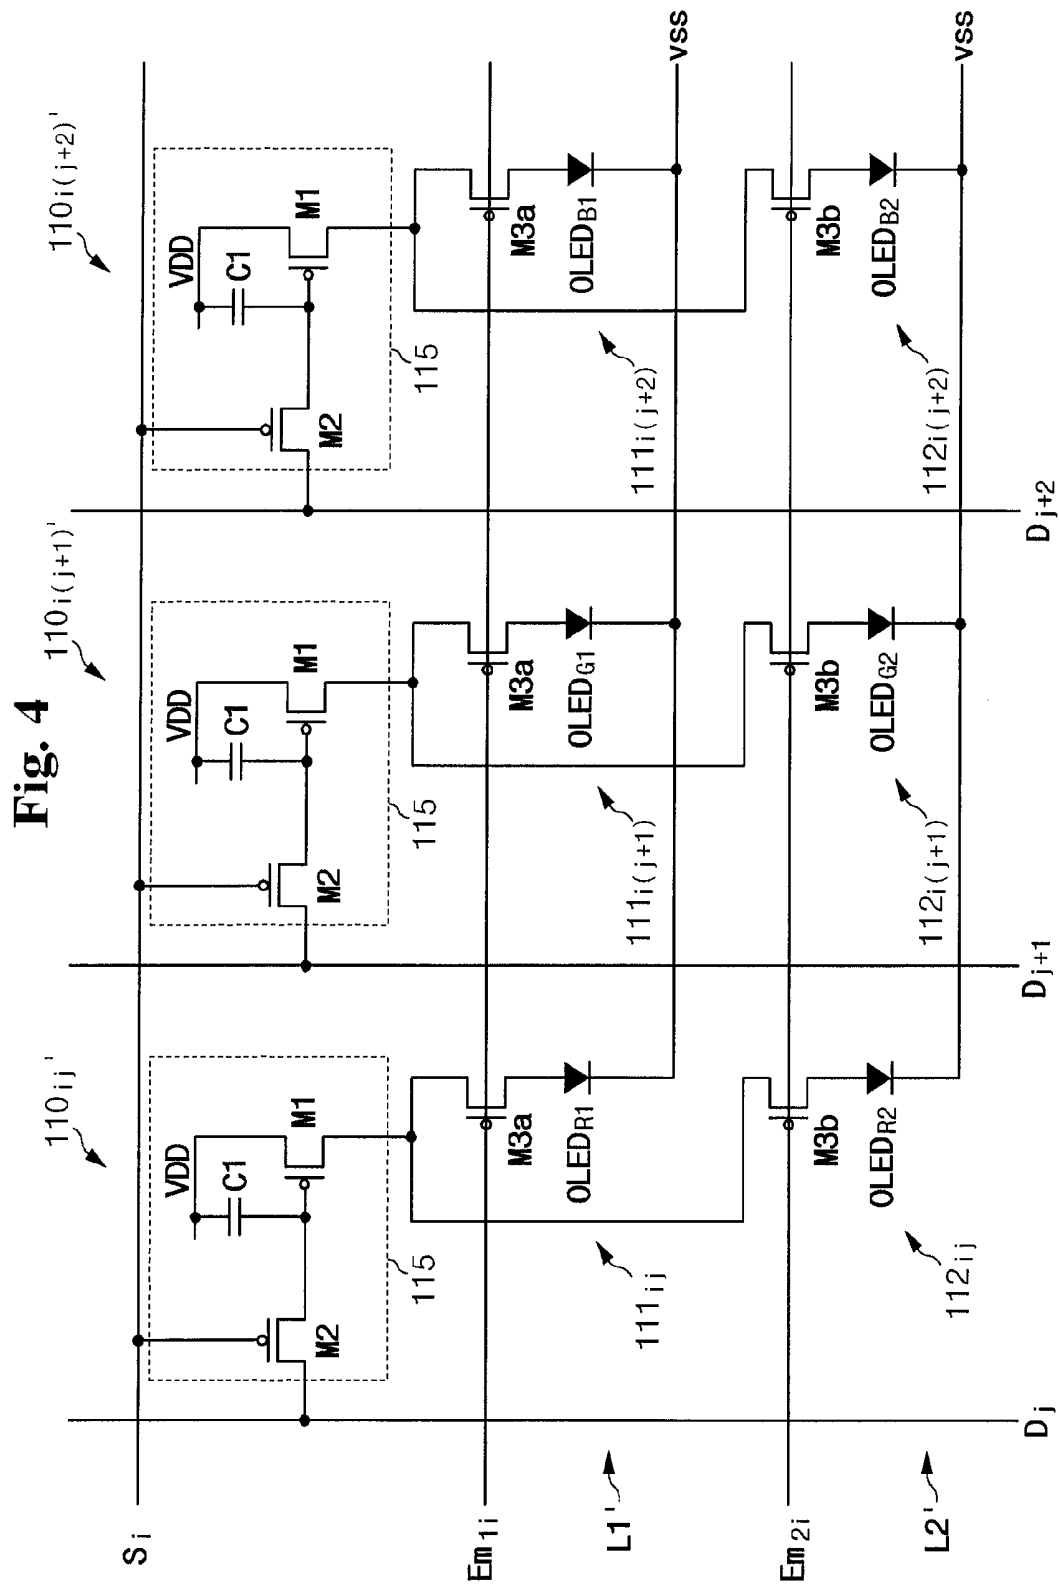 Fig. 4
110ij'
110i(j+1)'
110i(j+2)'
Si
VDD
C1
M1
M2
115
VDD
C1
M1
M2
115
VDD
C1
M1
M2
115
Em1i
M3a
M3a
M3a
L1'
111ij
OLEDR1
111i(j+1)
OLEDG1
111i(j+2)
OLEDB1
VSS
Em2i
M3b
M3b
M3b
L2'
112ij
OLEDR2
112i(j+1)
OLEDG2
112i(j+2)
OLEDB2
VSS
Dj
Dj+1
Dj+2